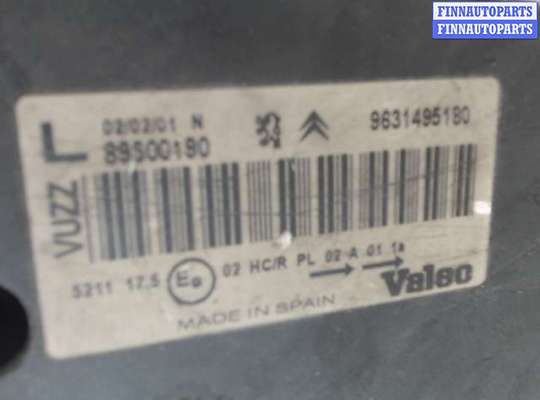 FINNAUTOPARTS
FINNAUTOPARTS
02/02/01 N
9631495180
L
89500190
VUZZ
5211 17.5
E9
02 HC/R PL 02 A 01 1a
Valeo
MADE IN SPAIN